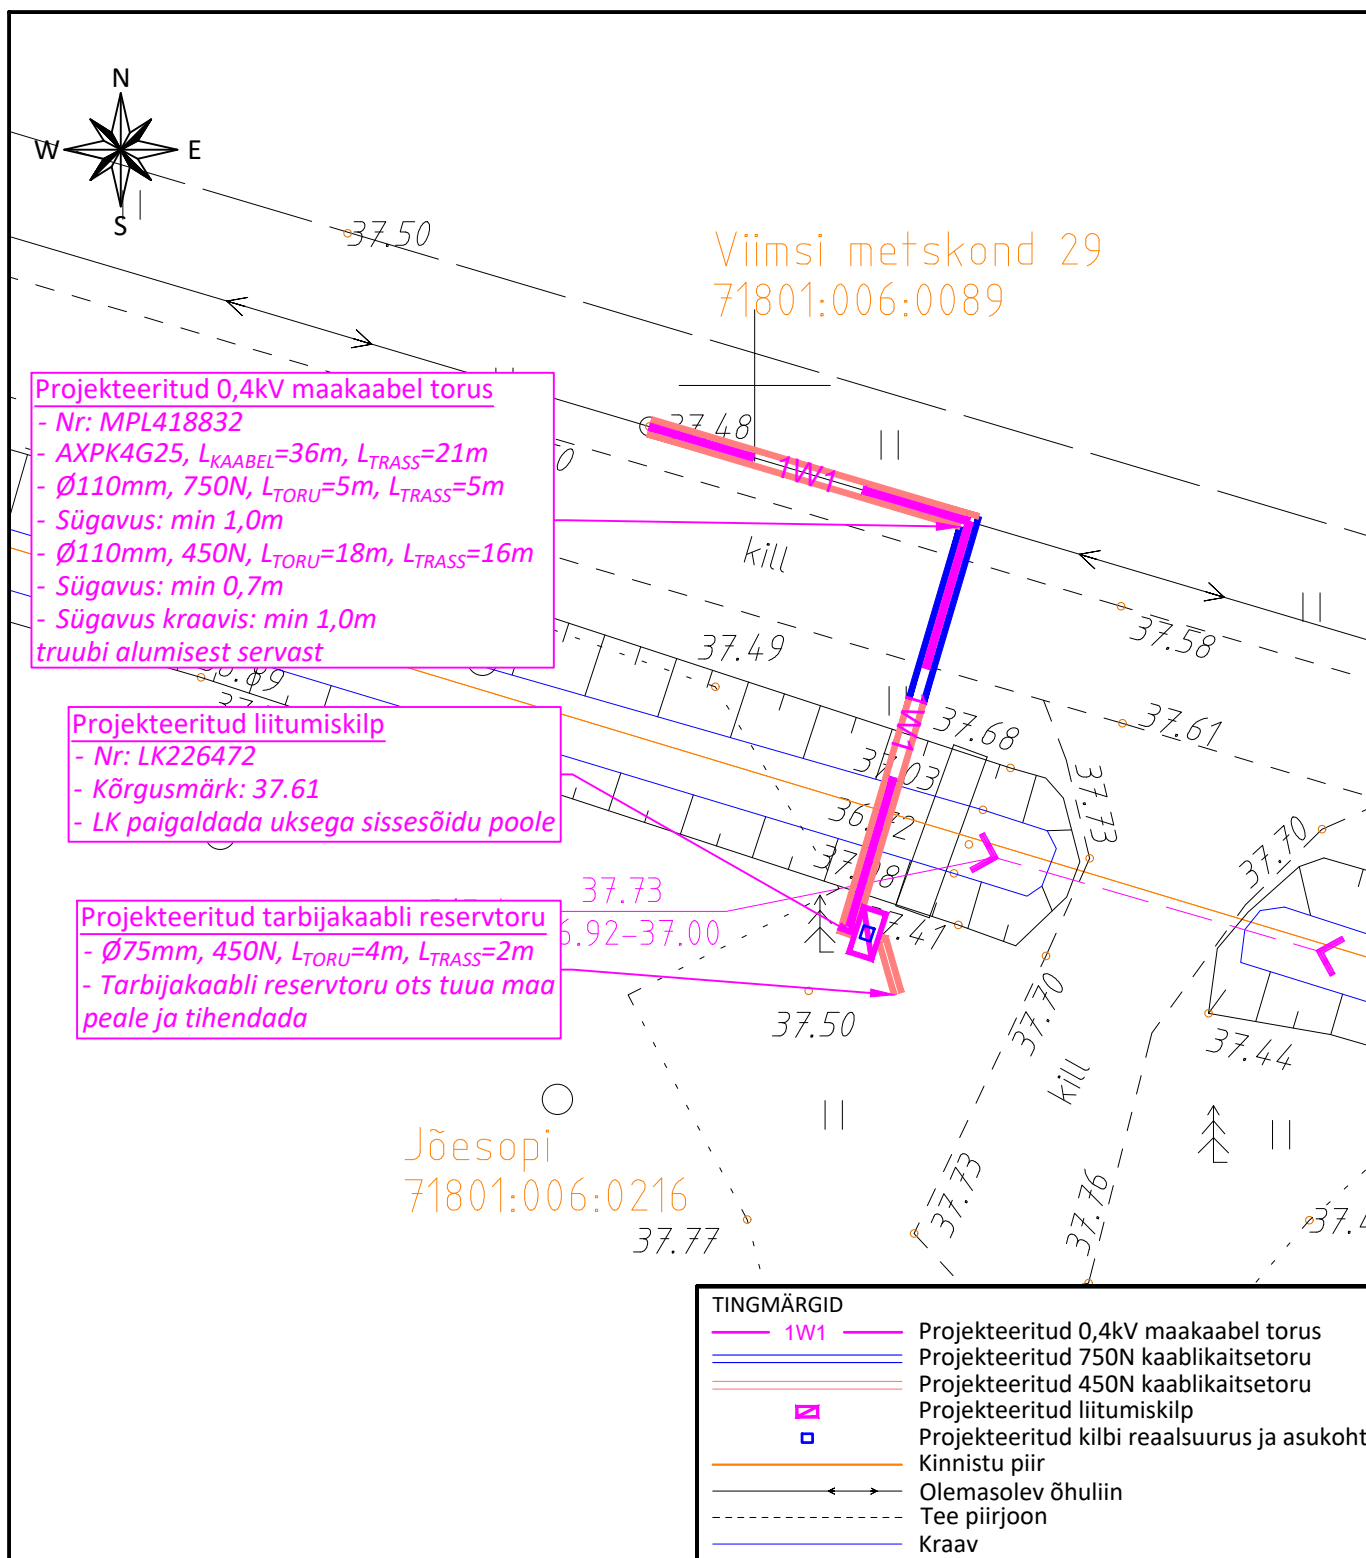 N
W
E
S
37.50
Viimsi metskond 29
71801:006:0089
Projekteeritud 0,4kV maakaabel torus
- Nr: MPL418832
- AXPK4G25, LKAABEL=36m, LTRASS=21m
- Ø110mm, 750N, LTORU=5m, LTRASS=5m
- Sügavus: min 1,0m
- Ø110mm, 450N, LTORU=18m, LTRASS=16m
- Sügavus: min 0,7m
- Sügavus kraavis: min 1,0m
truubi alumisest servast
37.48
1W1
kill
37.58
37.49
37.61
1W1
37.68
37.03
37.73
Projekteeritud liitumiskilp
- Nr: LK226472
- Kõrgusmärk: 37.61
- LK paigaldada uksega sissesõidu poole
37.70
37.73
37.41
Projekteeritud tarbijakaabli reservtoru
- Ø75mm, 450N, LTORU=4m, LTRASS=2m
- Tarbijakaabli reservtoru ots tuua maa
peale ja tihendada
37.50
37.70
37.44
kill
Jõesopi
71801:006:0216
37.77
37.73
37.76
TINGMÄRGID
1W1 Projekteeritud 0,4kV maakaabel torus
Projekteeritud 750N kaablikaitsetoru
Projekteeritud 450N kaablikaitsetoru
Projekteeritud liitumiskilp
Projekteeritud kilbi reaalsuurus ja asukoht
Kinnistu piir
Olemasolev õhuliin
Tee piirjoon
Kraav